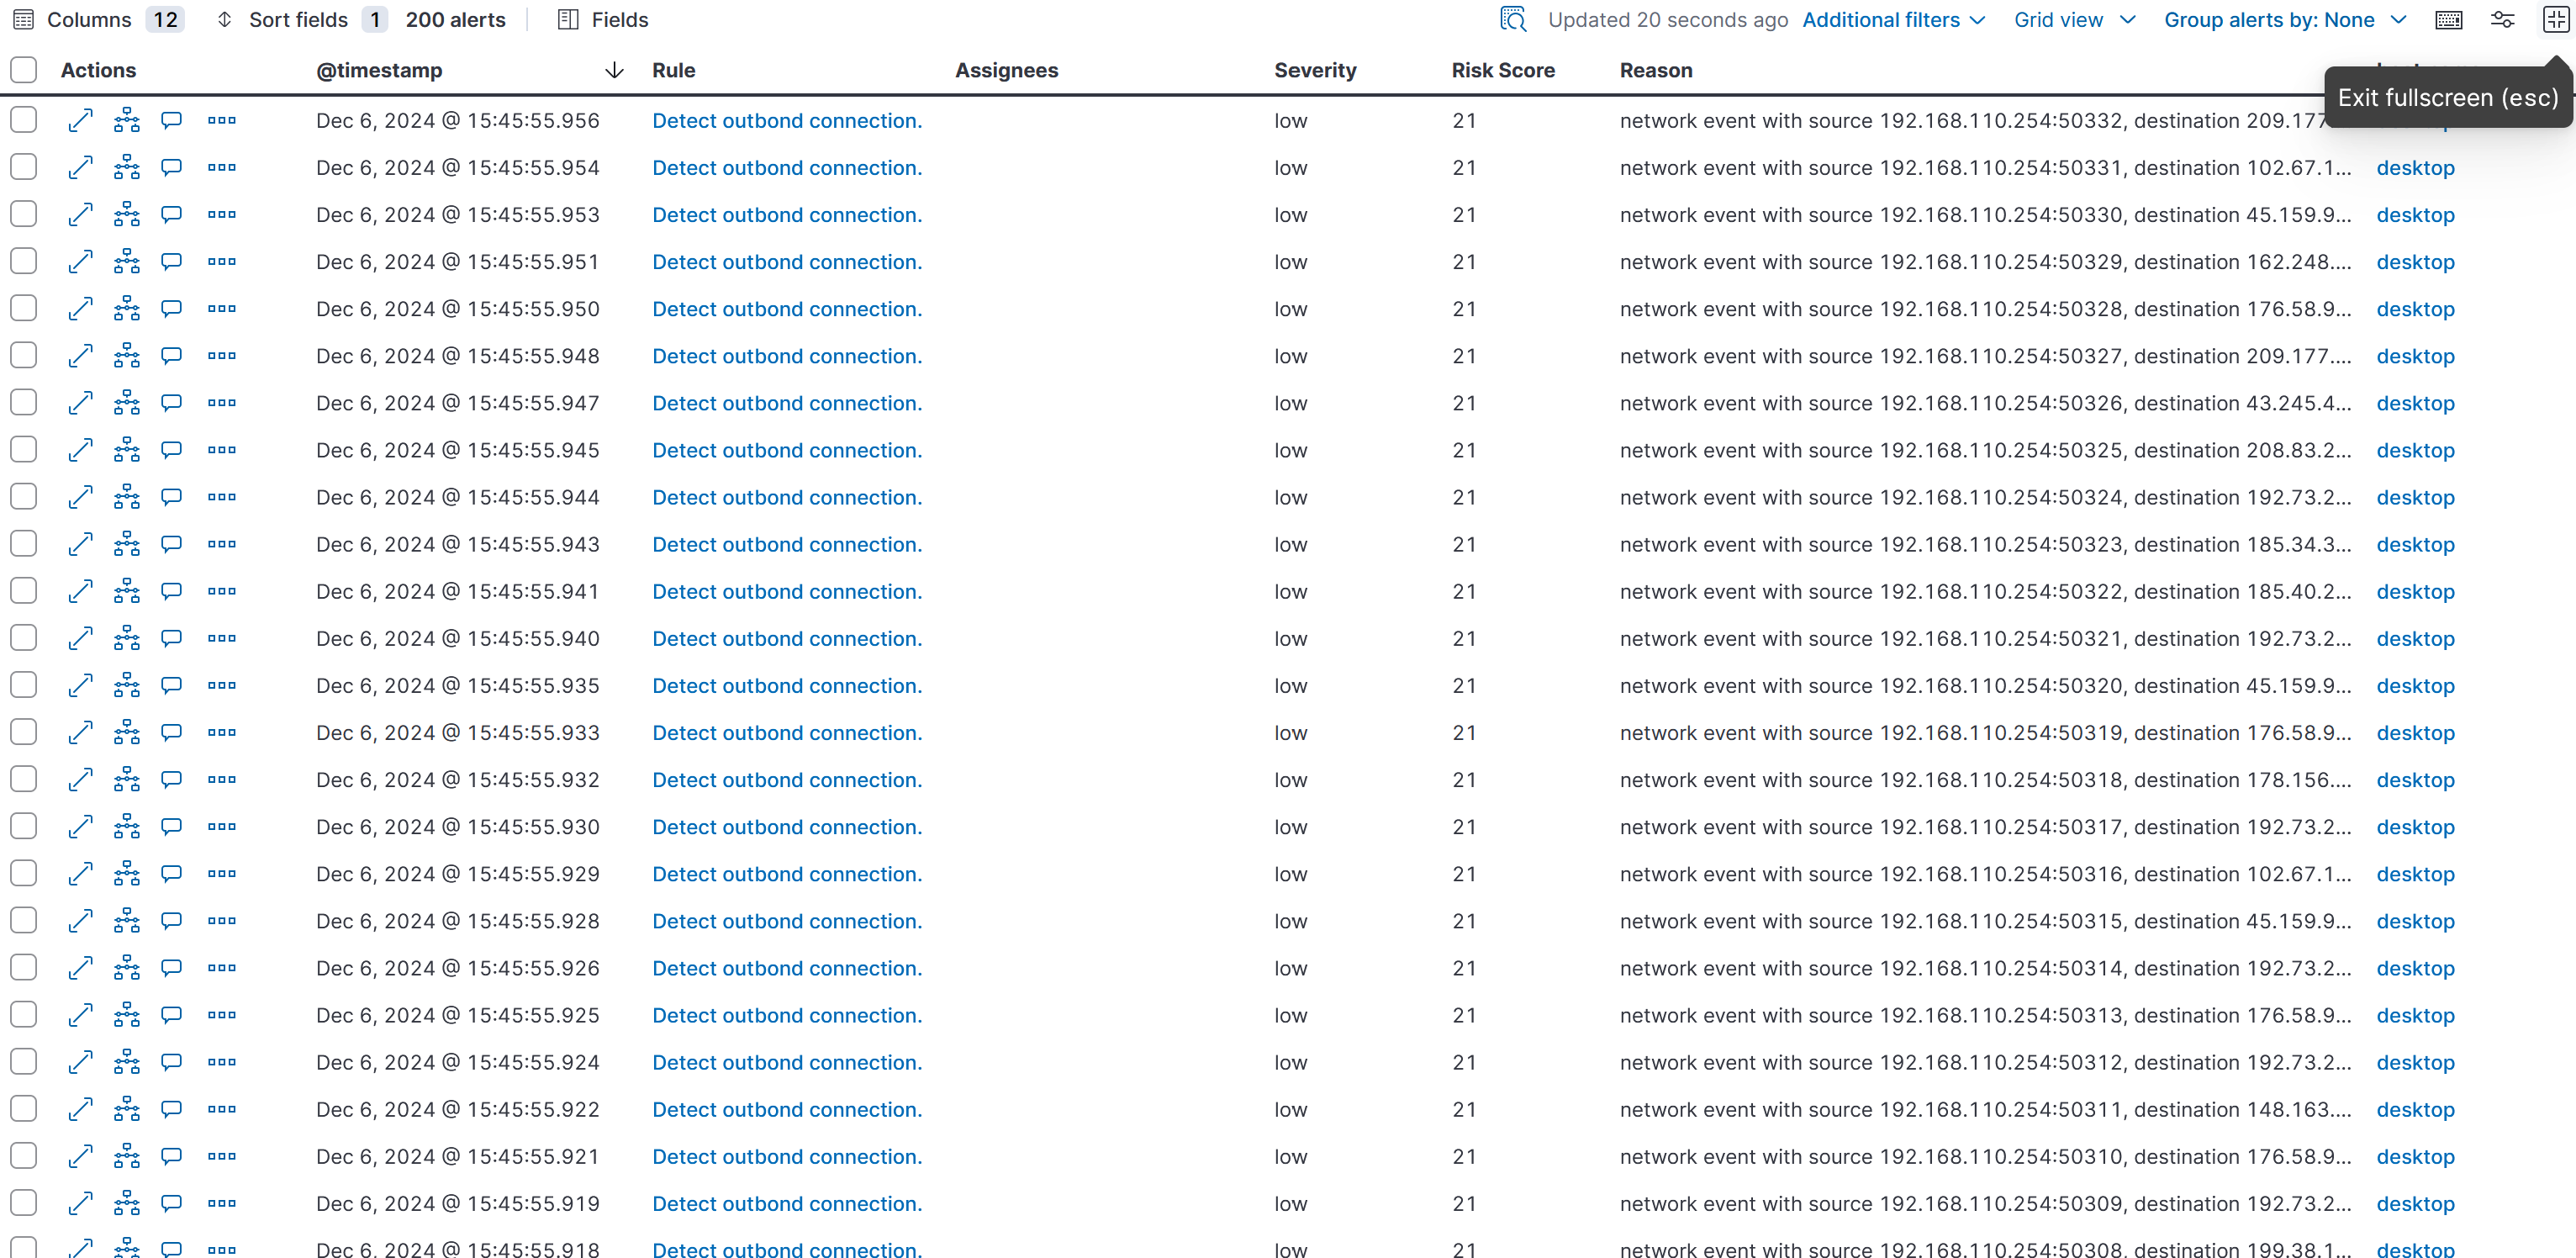 Columns 12 Sort fields 1 200 alerts Fields Updated 20 seconds ago Additional filters Grid view Group alerts by: None
Actions @timestamp Rule Assignees Severity Risk Score Reason
Exit fullscreen (esc)
Dec 6, 2024 @ 15:45:55.956 Detect outbond connection. low 21 network event with source 192.168.110.254:50332, destination 209.177
Dec 6, 2024 @ 15:45:55.954 Detect outbond connection. low 21 network event with source 192.168.110.254:50331, destination 102.67.1... desktop
Dec 6, 2024 @ 15:45:55.953 Detect outbond connection. low 21 network event with source 192.168.110.254:50330, destination 45.159.9... desktop
Dec 6, 2024 @ 15:45:55.951 Detect outbond connection. low 21 network event with source 192.168.110.254:50329, destination 162.248.... desktop
Dec 6, 2024 @ 15:45:55.950 Detect outbond connection. low 21 network event with source 192.168.110.254:50328, destination 176.58.9... desktop
Dec 6, 2024 @ 15:45:55.948 Detect outbond connection. low 21 network event with source 192.168.110.254:50327, destination 209.177.... desktop
Dec 6, 2024 @ 15:45:55.947 Detect outbond connection. low 21 network event with source 192.168.110.254:50326, destination 43.245.4... desktop
Dec 6, 2024 @ 15:45:55.945 Detect outbond connection. low 21 network event with source 192.168.110.254:50325, destination 208.83.2... desktop
Dec 6, 2024 @ 15:45:55.944 Detect outbond connection. low 21 network event with source 192.168.110.254:50324, destination 192.73.2... desktop
Dec 6, 2024 @ 15:45:55.943 Detect outbond connection. low 21 network event with source 192.168.110.254:50323, destination 185.34.3... desktop
Dec 6, 2024 @ 15:45:55.941 Detect outbond connection. low 21 network event with source 192.168.110.254:50322, destination 185.40.2... desktop
Dec 6, 2024 @ 15:45:55.940 Detect outbond connection. low 21 network event with source 192.168.110.254:50321, destination 192.73.2... desktop
Dec 6, 2024 @ 15:45:55.935 Detect outbond connection. low 21 network event with source 192.168.110.254:50320, destination 45.159.9... desktop
Dec 6, 2024 @ 15:45:55.933 Detect outbond connection. low 21 network event with source 192.168.110.254:50319, destination 176.58.9... desktop
Dec 6, 2024 @ 15:45:55.932 Detect outbond connection. low 21 network event with source 192.168.110.254:50318, destination 178.156.... desktop
Dec 6, 2024 @ 15:45:55.930 Detect outbond connection. low 21 network event with source 192.168.110.254:50317, destination 192.73.2... desktop
Dec 6, 2024 @ 15:45:55.929 Detect outbond connection. low 21 network event with source 192.168.110.254:50316, destination 102.67.1... desktop
Dec 6, 2024 @ 15:45:55.928 Detect outbond connection. low 21 network event with source 192.168.110.254:50315, destination 45.159.9... desktop
Dec 6, 2024 @ 15:45:55.926 Detect outbond connection. low 21 network event with source 192.168.110.254:50314, destination 192.73.2... desktop
Dec 6, 2024 @ 15:45:55.925 Detect outbond connection. low 21 network event with source 192.168.110.254:50313, destination 176.58.9... desktop
Dec 6, 2024 @ 15:45:55.924 Detect outbond connection. low 21 network event with source 192.168.110.254:50312, destination 192.73.2... desktop
Dec 6, 2024 @ 15:45:55.922 Detect outbond connection. low 21 network event with source 192.168.110.254:50311, destination 148.163.... desktop
Dec 6, 2024 @ 15:45:55.921 Detect outbond connection. low 21 network event with source 192.168.110.254:50310, destination 176.58.9... desktop
Dec 6, 2024 @ 15:45:55.919 Detect outbond connection. low 21 network event with source 192.168.110.254:50309, destination 192.73.2... desktop
Dec 6, 2024 @ 15:45:55.918 Detect outbond connection. low 21 network event with source 192.168.110.254:50308, destination 199.38.1... desktop